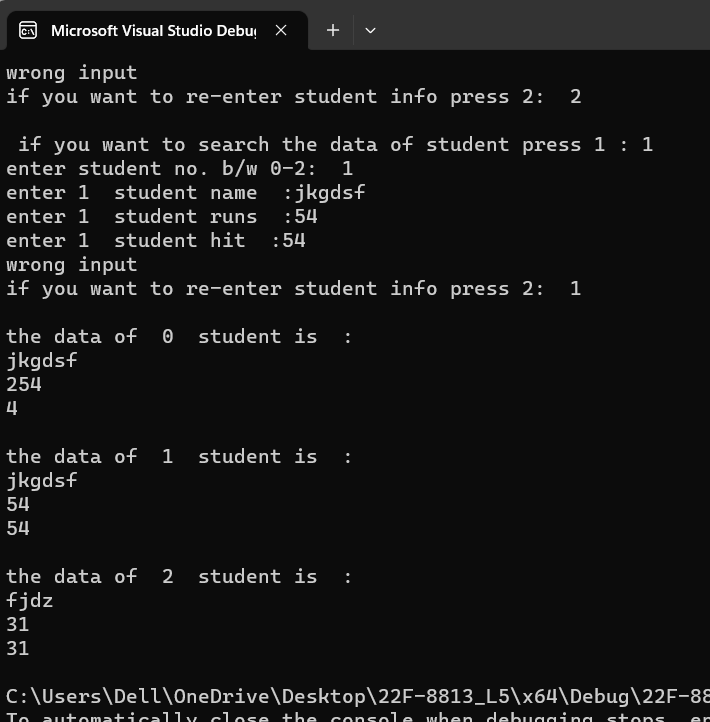 Microsoft Visual Studio Debu
wrong input
if you want to re-enter student info press 2:  2
if you want to search the data of student press 1 : 1
enter student no. b/w 0-2:  1
enter 1  student name  :jkgdsf
enter 1  student runs  :54
enter 1  student hit  :54
wrong input
if you want to re-enter student info press 2:  1
the data of  0  student is  :
jkgdsf
254
4
the data of  1  student is  :
jkgdsf
54
54
the data of  2  student is  :
fjdz
31
31
C:\Users\Dell\OneDrive\Desktop\22F-8813_L5\x64\Debug\22F-88
To automatically close the console when debugging stops, en